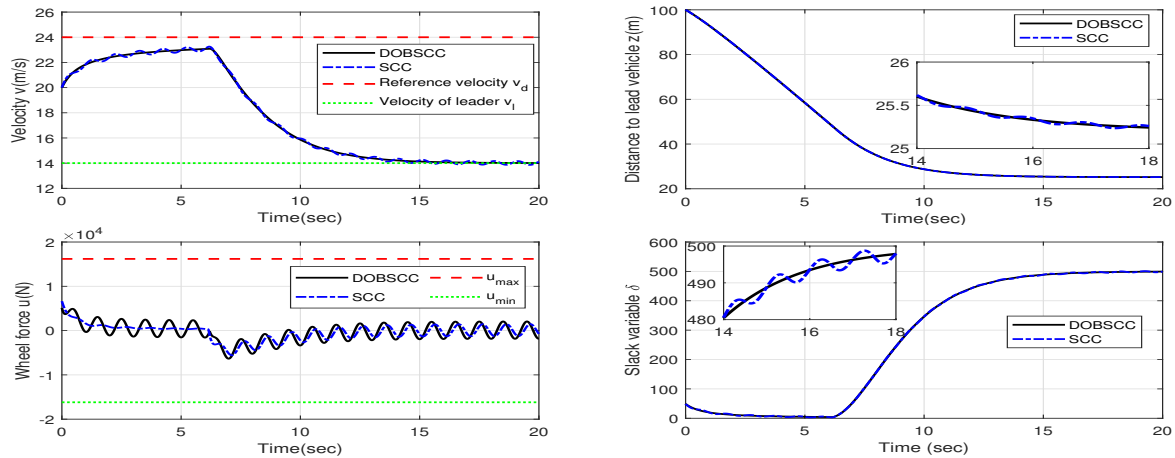 24
22
20
18
16
14
12
Velocity v(m/s)
DOBSCC
SCC
Reference velocity v_d
Velocity of leader v_l
0 5 10 15 20
Time(sec)
100
80
60
40
20
Distance to lead vehicle z(m)
DOBSCC
SCC
26
25.5
25
14 16 18
0 5 10 15 20
Time(sec)
×10^4
2
1
0
-1
-2
Wheel force u(N)
DOBSCC
SCC
u_max
u_min
0 5 10 15 20
Time(sec)
600
500
400
300
200
100
0
Slack variable δ
500
490
480
14 16 18
DOBSCC
SCC
0 5 10 15 20
Time (sec)